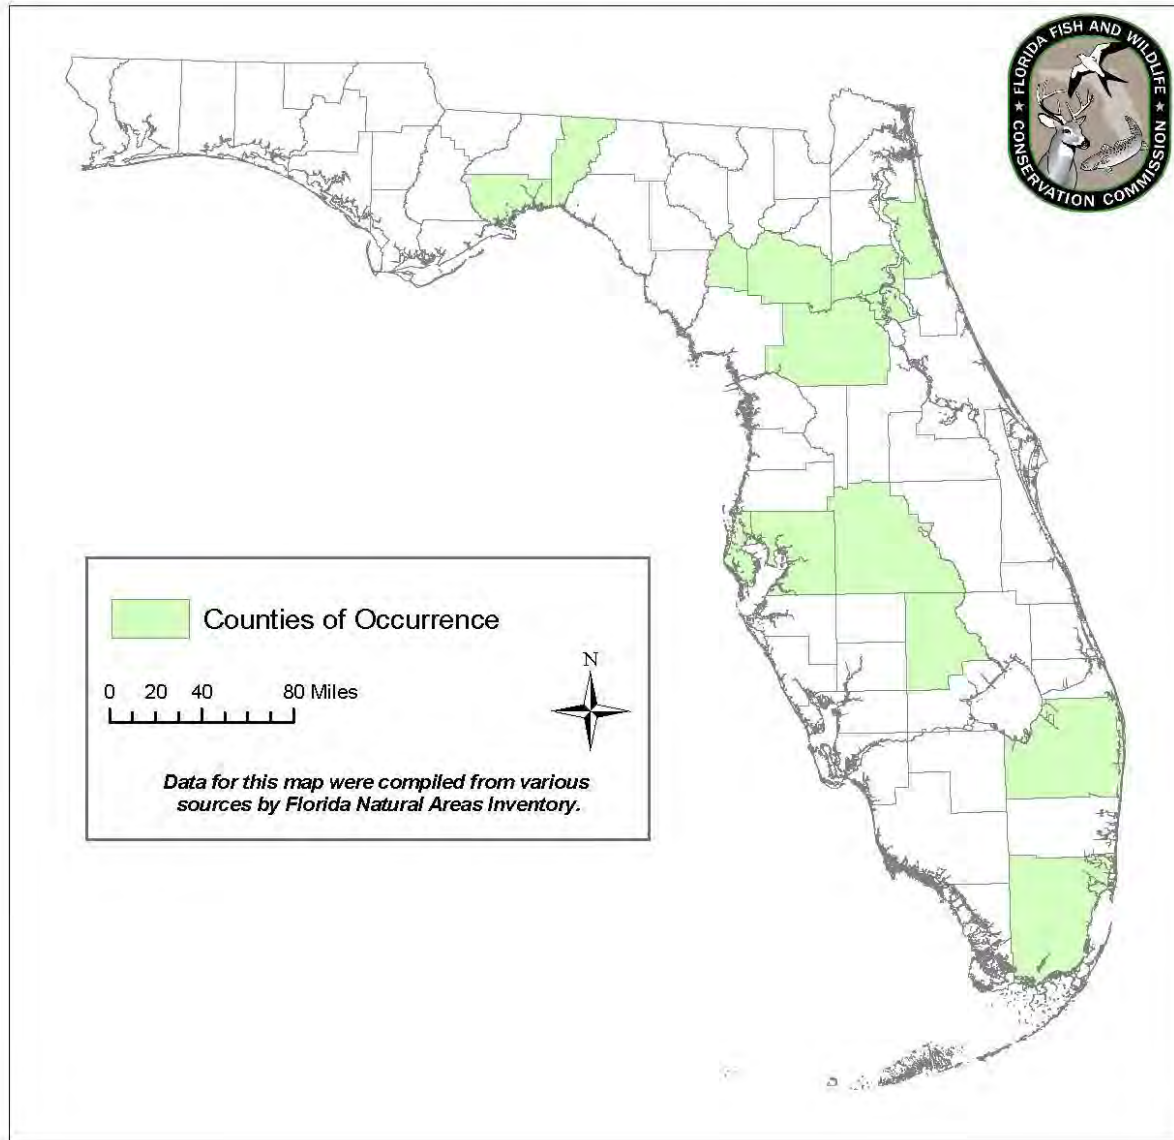 ★ FLORIDA FISH AND WILDLIFE ★
CONSERVATION COMMISSION
Counties of Occurrence
N
0 20 40 80 Miles
Data for this map were compiled from various
sources by Florida Natural Areas Inventory.